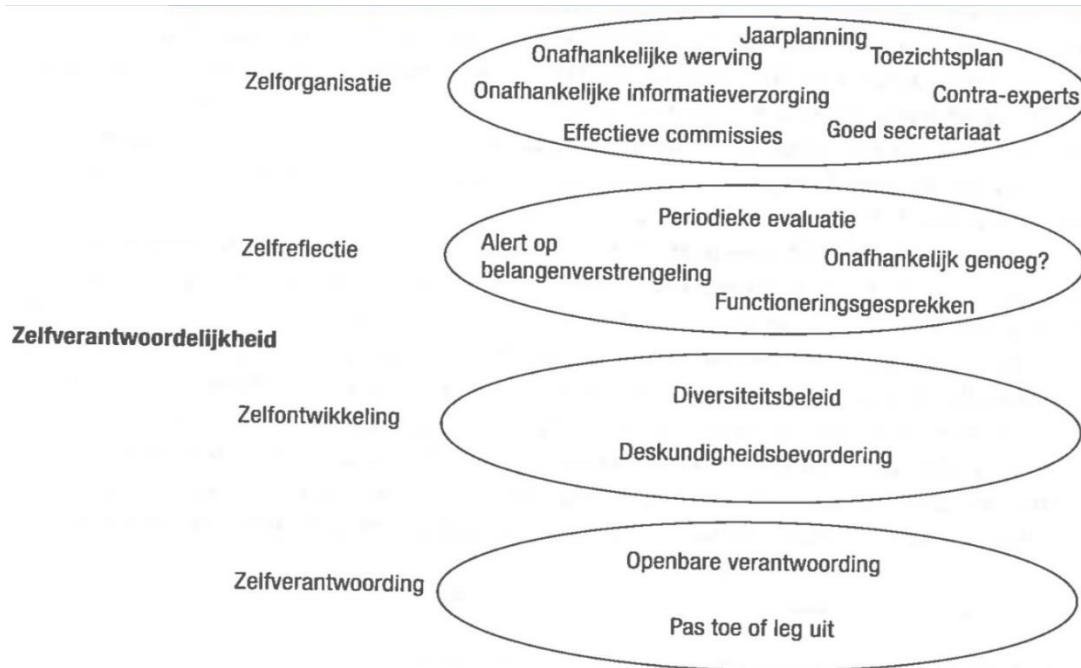 Jaarplanning
Onafhankelijke werving
Toezichtsplan
Zelforganisatie
Onafhankelijke informatieverzorging
Contra-experts
Effectieve commissies
Goed secretariaat
Periodieke evaluatie
Zelfreflectie
Alert op
belangenverstrengeling
Onafhankelijk genoeg?
Functioneringsgesprekken
Zelfverantwoordelijkheid
Diversiteitsbeleid
Zelfontwikkeling
Deskundigheidsbevordering
Openbare verantwoording
Zelfverantwoording
Pas toe of leg uit